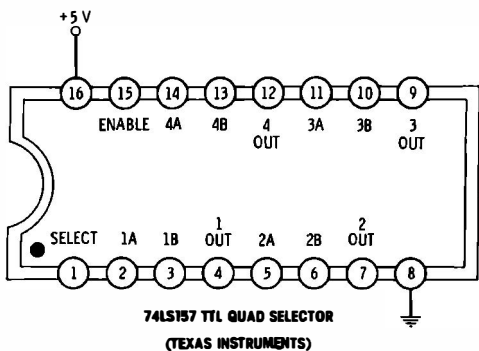 +5 V
16 15 14 13 12 11 10 9
ENABLE 4A 4B 4 OUT 3A 3B 3 OUT
SELECT 1A 1B 1 OUT 2A 2B 2 OUT
1 2 3 4 5 6 7 8
74LS157 TTL QUAD SELECTOR
(TEXAS INSTRUMENTS)